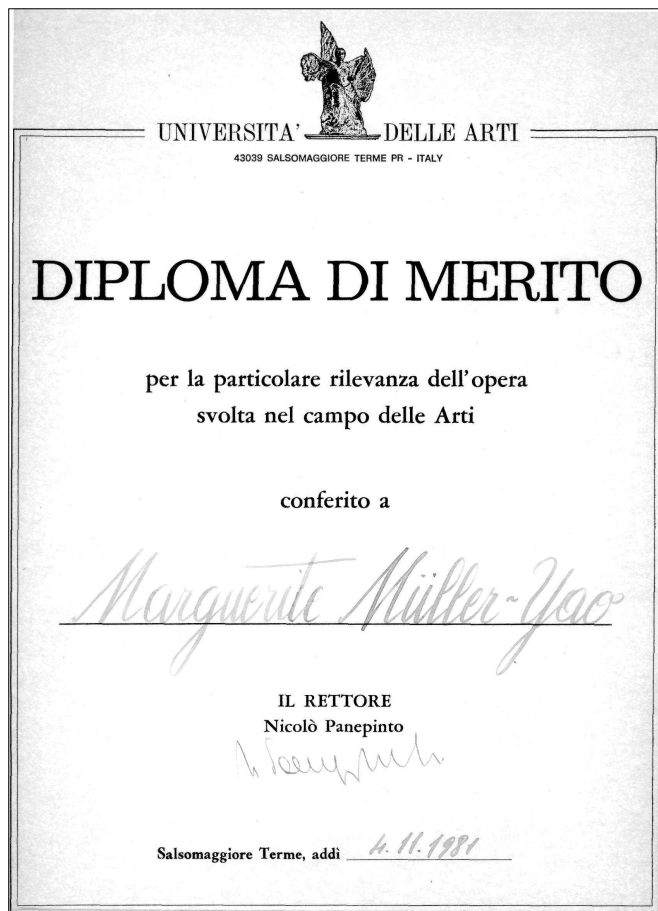 UNIVERSITA' DELLE ARTI
43039 SALSOMAGGIORE TERME PR - ITALY
DIPLOMA DI MERITO
per la particolare rilevanza dell'opera
svolta nel campo delle Arti
conferito a
Marguerite Müller-Yao
IL RETTORE
Nicolò Panepinto
Salsomaggiore Terme, addì 4.11.1981